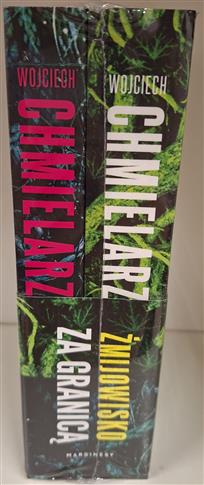 WOJCIECH
CHMIELARZ
WOJCIECH
CHMIELARZ
ZA GRANICĄ
ŻMIJOWISKO
MARGINESY